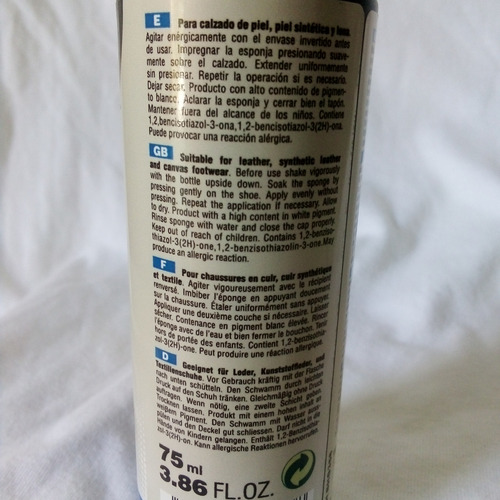 E Para calzado de piel, piel sintética y lona.
Agitar enérgicamente con el envase invertido antes
de usar. Impregnar la esponja presionando suave-
mente sobre el calzado. Extender uniformemente
sin presionar. Repetir la operación si es necesario.
Dejar secar. Producto con alto contenido de pigmen-
to blanco. Aclarar la esponja y cerrar bien el tapón.
Mantener fuera del alcance de los niños. Contiene
1,2,bencisotiazol-3-ona,1,2-bencisotiazol-3(2H)-ona.
Puede provocar una reacción alérgica.
GB Suitable for leather, synthetic leather
and canvas footwear. Before use shake vigorously
with the bottle upside down. Soak the sponge by
pressing gently on the shoe. Apply evenly without
pressing. Repeat the application if necessary. Allow
to dry. Product with a high content in white pigment.
Rinse sponge with water and close the cap properly.
Keep out of reach of children. Contains 1,2-benziso-
thiazol-3(2H)-one,1,2-benzisothiazolin-3-one.May
produce an allergic reaction.
F Pour chaussures en cuir, cuir synthétique
et textile. Agiter vigoureusement avec le récipient
renversé. Imbiber l'éponge en appuyant doucement
sur la chaussure. Étaler uniformément sans appuyer.
Appliquer une deuxième couche si nécessaire. Laisser
sécher. Contenance en pigment blanc élevée. Rincer
l'éponge avec de l'eau et bien fermer le bouchon. Tenir
hors de portée des enfants. Contient 1,2-benzisothia-
zol-3(2H)-one. Peut produire une réaction allergique.
D Geeignet für Leder, Kunststoffleder, und
Textilienschuhe. Vor Gebrauch kräftig mit der Flasche
nach unten schütteln. Den Schwamm durch leichten
Druck auf den Schuh tränken. Gleichmäßig ohne Druck
auftragen. Wenn nötig, eine zweite Schicht
Trocknen lassen. Produkt mit einem hohen
weißem Pigment. Den Schwamm mit Wasser
spülen und den Deckel gut schliessen. Darf nicht in die
Hände von Kindern gelangen. Enthält 1,2-Benzisothia-
zol-3(2H)-on. Kann allergische Reaktionen hervorrufen.
75 ml
3.86 FL.OZ.